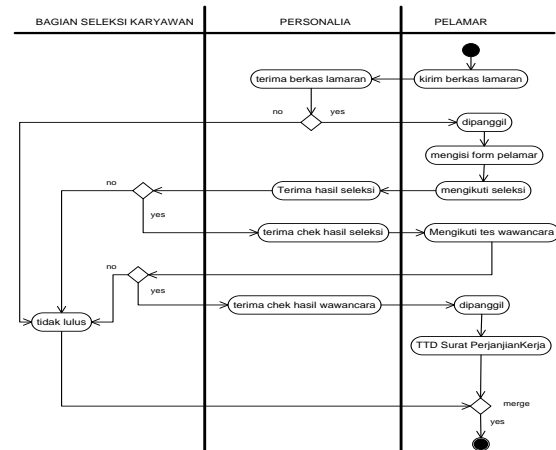 BAGIAN SELEKSI KARYAWAN PERSONALIA PELAMAR
kirim berkas lamaran
terima berkas lamaran
no yes
dipanggil
mengisi form pelamar
mengikuti seleksi
Terima hasil seleksi
no
yes
terima chek hasil seleksi
Mengikuti tes wawancara
no
yes
terima chek hasil wawancara
dipanggil
tidak lulus
TTD Surat PerjanjianKerja
merge
yes